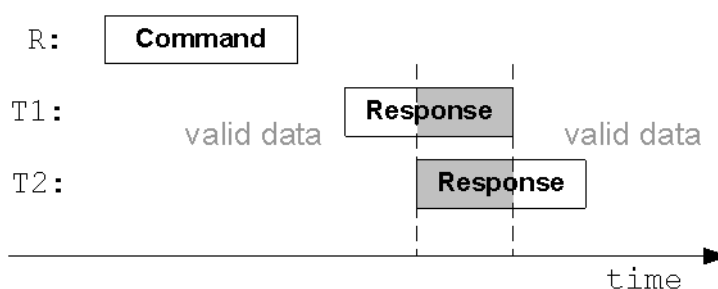 R: Command
T1: Response
valid data valid data
T2: Response
time